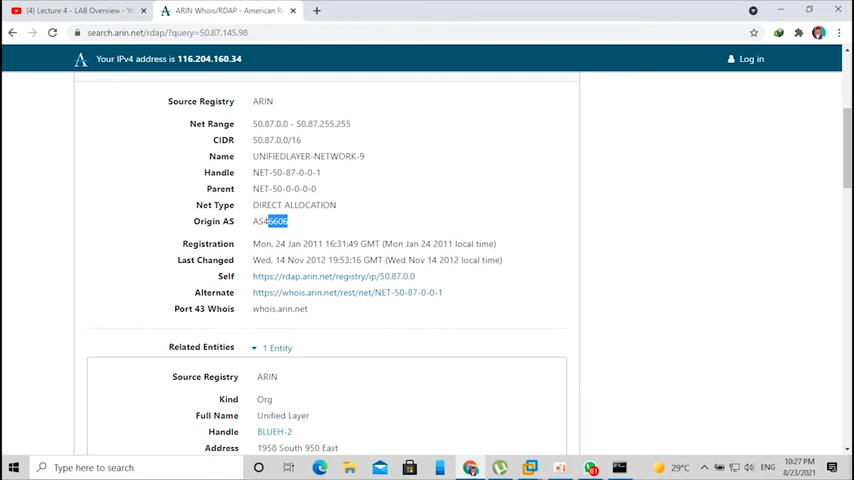 (4) Lecture 4 - LAB Overview - Yo
ARIN Whois/RDAP - American Re
search.arin.net/rdap/?query=50.87.145.98
Your IPv4 address is 116.204.160.34
Log in
Source Registry ARIN
Net Range 50.87.0.0 - 50.87.255.255
CIDR 50.87.0.0/16
Name UNIFIEDLAYER-NETWORK-9
Handle NET-50-87-0-0-1
Parent NET-50-0-0-0-0
Net Type DIRECT ALLOCATION
Origin AS AS46606
Registration Mon, 24 Jan 2011 16:31:49 GMT (Mon Jan 24 2011 local time)
Last Changed Wed, 14 Nov 2012 19:53:16 GMT (Wed Nov 14 2012 local time)
Self https://rdap.arin.net/registry/ip/50.87.0.0
Alternate https://whois.arin.net/rest/net/NET-50-87-0-0-1
Port 43 Whois whois.arin.net
Related Entities 1 Entity
Source Registry ARIN
Kind Org
Full Name Unified Layer
Handle BLUEH-2
Address 1958 South 950 East
Type here to search
61
29°C
ENG
10:27 PM
8/23/2021